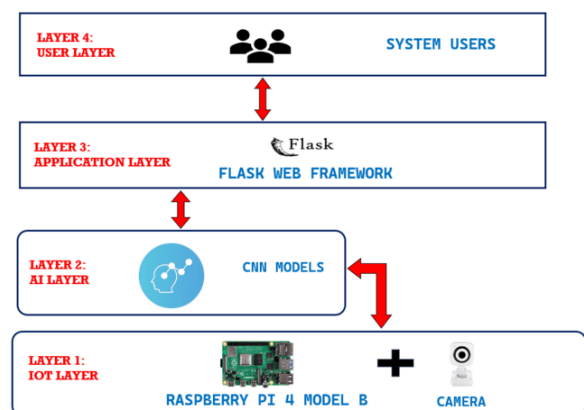 LAYER 4:
USER LAYER
SYSTEM USERS
LAYER 3:
APPLICATION LAYER
Flask
FLASK WEB FRAMEWORK
LAYER 2:
AI LAYER
CNN MODELS
LAYER 1:
IOT LAYER
RASPBERRY PI 4 MODEL B
CAMERA